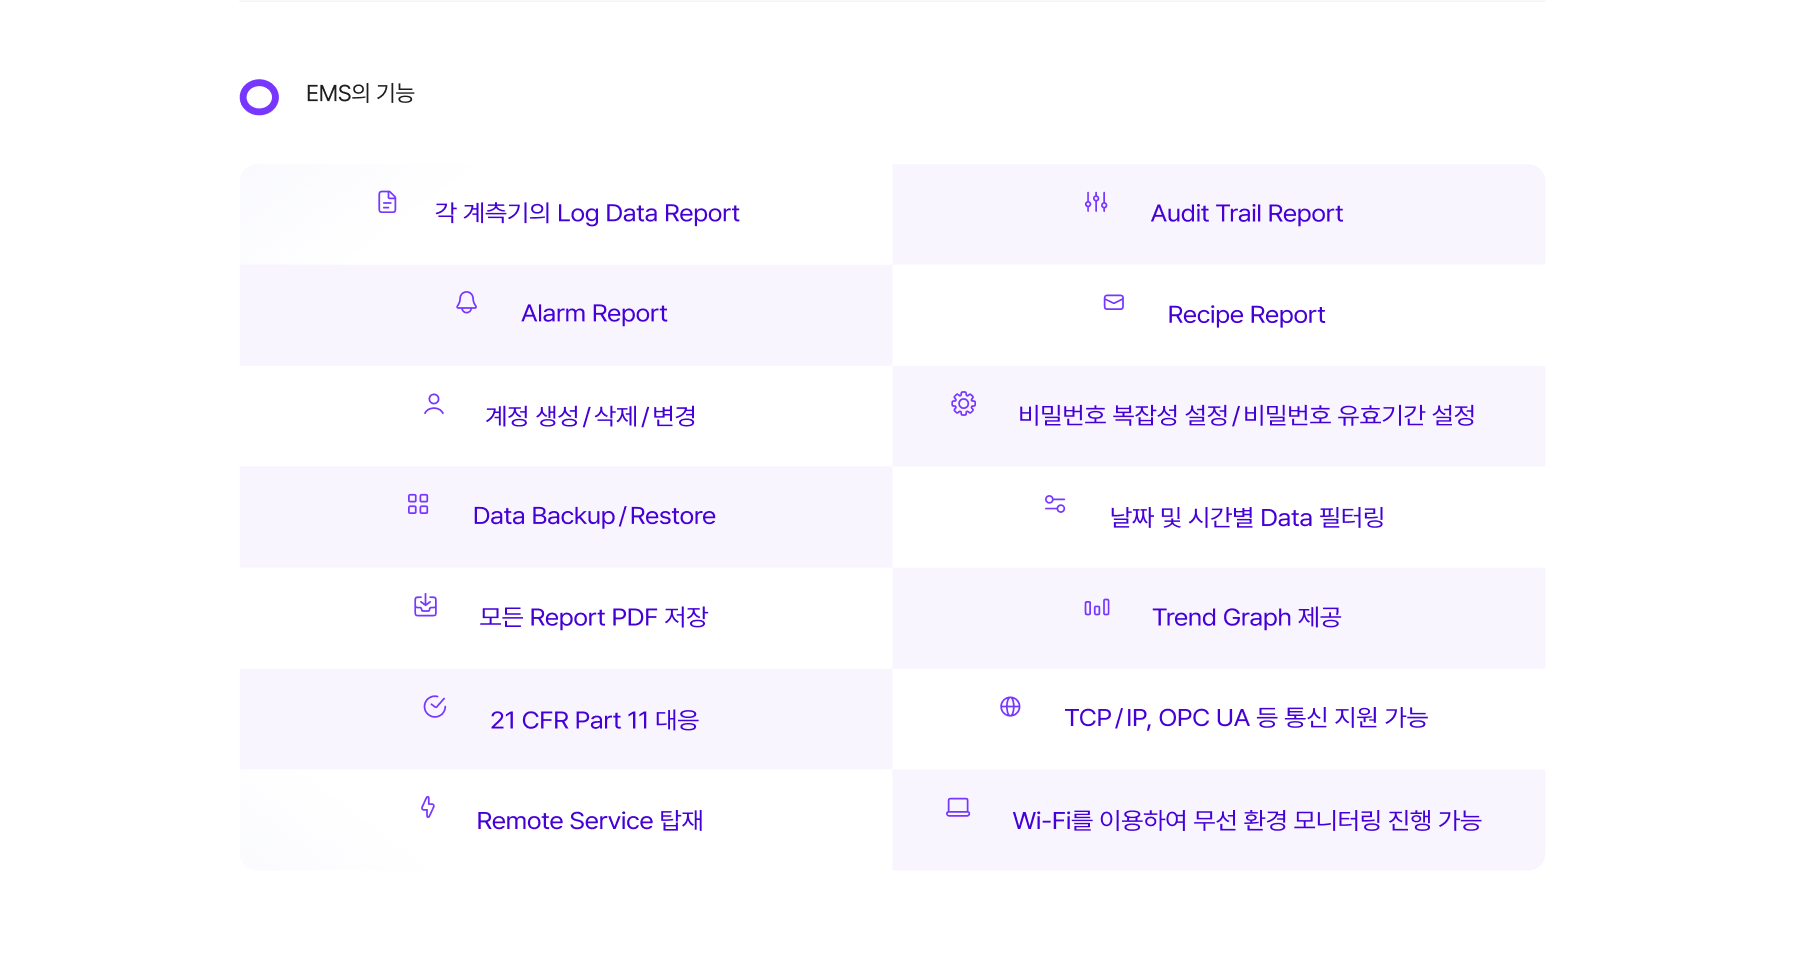 EMS의 기능
각 계측기의 Log Data Report
Audit Trail Report
Alarm Report
Recipe Report
계정 생성/삭제/변경
비밀번호 복잡성 설정/비밀번호 유효기간 설정
Data Backup/Restore
날짜 및 시간별 Data 필터링
모든 Report PDF 저장
Trend Graph 제공
21 CFR Part 11 대응
TCP/IP, OPC UA 등 통신 지원 가능
Remote Service 탑재
Wi-Fi를 이용하여 무선 환경 모니터링 진행 가능